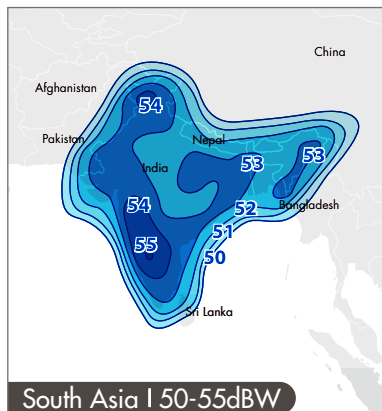 China
Afghanistan
54
Pakistan
Nepal
53
53
India
54
52
Bangladesh
51
55
50
Sri Lanka
South Asia | 50-55dBW